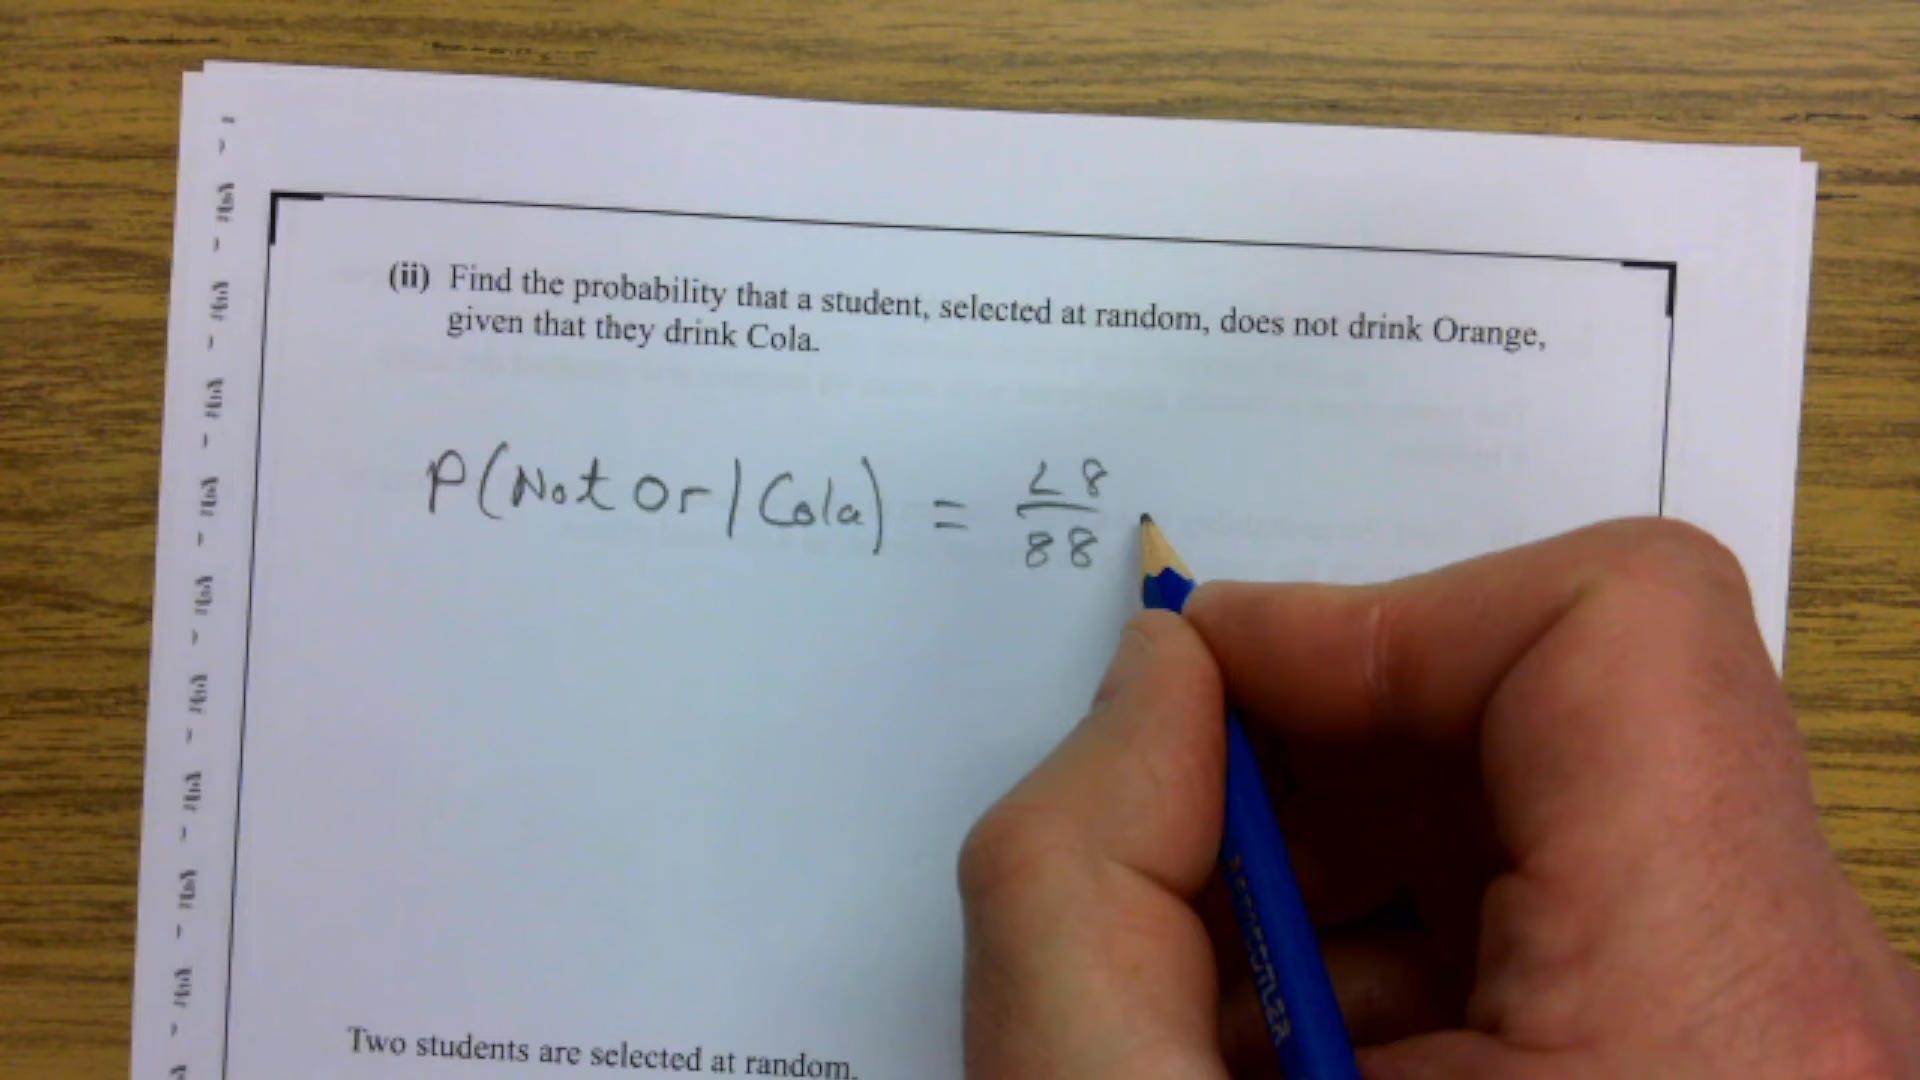 (ii) Find the probability that a student, selected at random, does not drink Orange,
given that they drink Cola.
P(Not Or | Cola) = 28/88
STAEDTLER
Two students are selected at random.